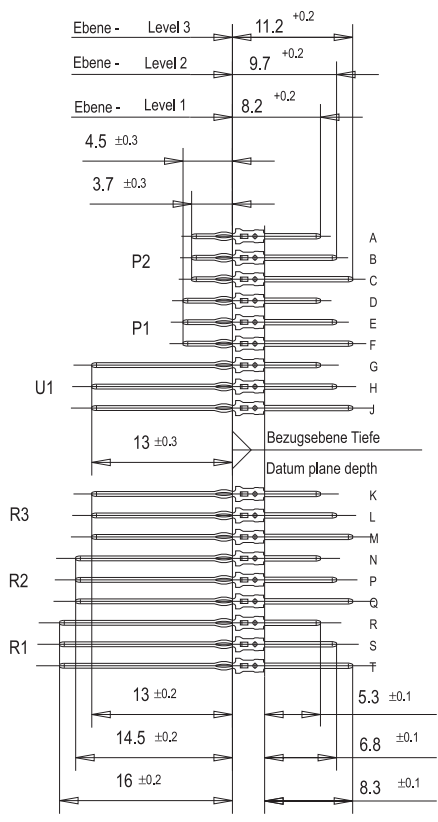 Ebene - Level 3 11.2 +0.2
Ebene - Level 2 9.7 +0.2
Ebene - Level 1 8.2 +0.2
4.5 ±0.3
3.7 ±0.3
A
P2 B
C
D
P1 E
F
G
U1 H
J
13 ±0.3 Bezugsebene Tiefe
Datum plane depth
K
R3 L
M
N
R2 P
Q
R
R1 S
T
13 ±0.2 5.3 ±0.1
14.5 ±0.2 6.8 ±0.1
16 ±0.2 8.3 ±0.1